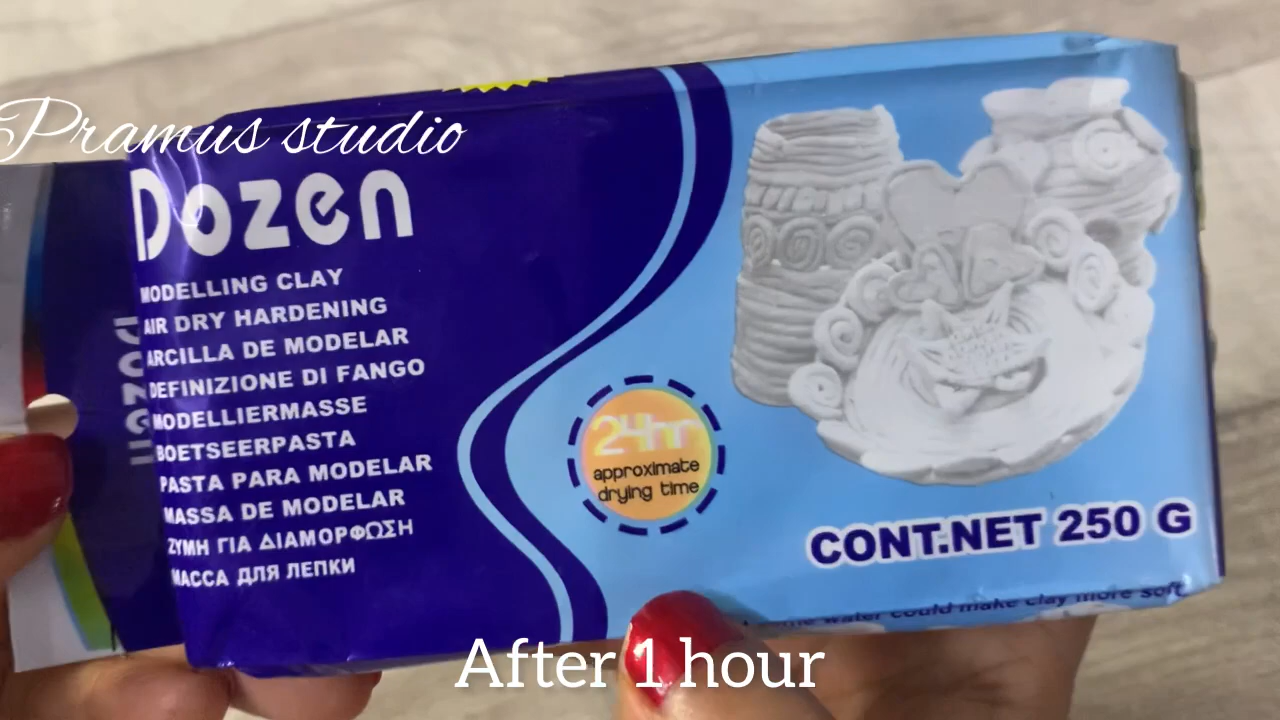 Pramus studio
Dozen
MODELLING CLAY
AIR DRY HARDENING
ARCILLA DE MODELAR
DEFINIZIONE DI FANGO
MODELLIERMASSE
BOETSEERPASTA
PASTA PARA MODELAR
MASSA DE MODELAR
ΖΥΜΗ ΓΙΑ ΔΙΑΜΟΡΦΩΣΗ
МАССА ДЛЯ ЛЕПКИ
Dozen
24hr
approximate
drying time
CONT.NET 250 G
water could make clay more soft
After 1 hour